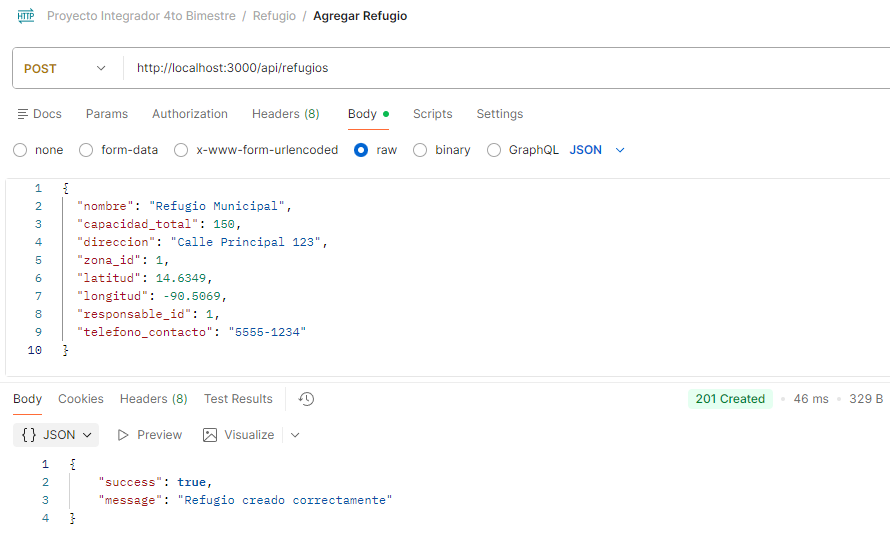 HTTP Proyecto Integrador 4to Bimestre / Refugio / Agregar Refugio
POST http://localhost:3000/api/refugios
Docs Params Authorization Headers (8) Body Scripts Settings
none form-data x-www-form-urlencoded raw binary GraphQL JSON
1 {
2 "nombre": "Refugio Municipal",
3 "capacidad_total": 150,
4 "direccion": "Calle Principal 123",
5 "zona_id": 1,
6 "latitud": 14.6349,
7 "longitud": -90.5069,
8 "responsable_id": 1,
9 "telefono_contacto": "5555-1234"
10 }
Body Cookies Headers (8) Test Results 201 Created • 46 ms • 329 B
{} JSON Preview Visualize
1 {
2 "success": true,
3 "message": "Refugio creado correctamente"
4 }